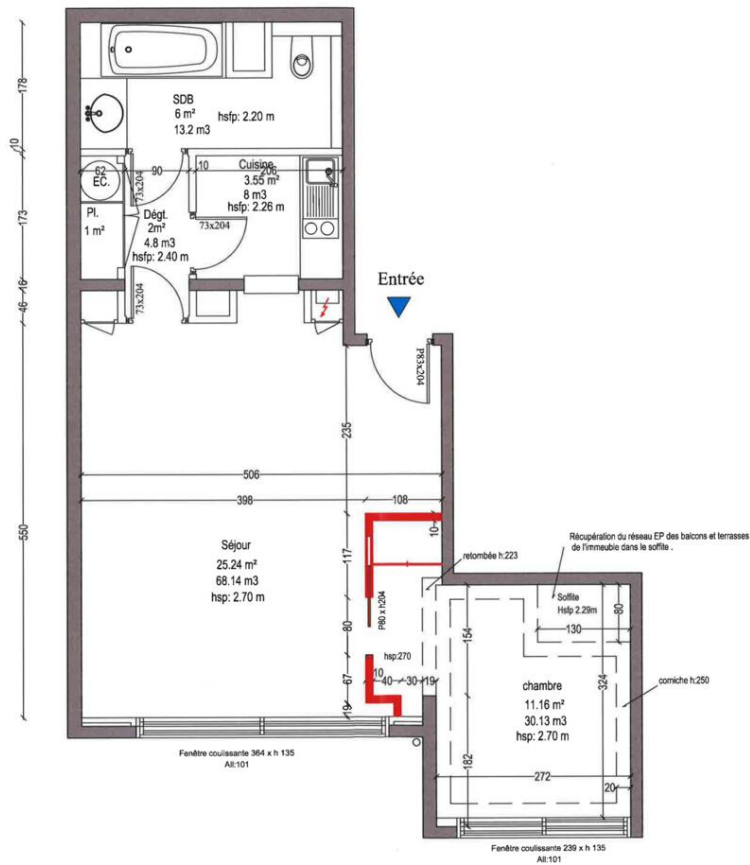 178
10
173
16
46
550
SDB
6 m²
13.2 m3
hsfp: 2.20 m
62
90
10
206
EC.
Pl.
1 m²
73x204
Dégt.
2m²
4.8 m3
hsfp: 2.40 m
73x204
Cuisine
3.55 m²
8 m3
hsfp: 2.26 m
73x204
Entrée
P83x204
235
506
398
108
10
117
Séjour
25.24 m²
68.14 m3
hsp: 2.70 m
P80 x h204
80
hsp:270
67
10
40
30
19
19
retombée h:223
Récupération du réseau EP des balcons et terrasses
de l'immeuble dans le soffite .
Soffite
Hsfp 2.29m
80
130
154
324
chambre
11.16 m²
30.13 m3
hsp: 2.70 m
corniche h:250
182
272
20
Fenêtre coulissante 364 x h 135
All:101
Fenêtre coulissante 239 x h 135
All:101